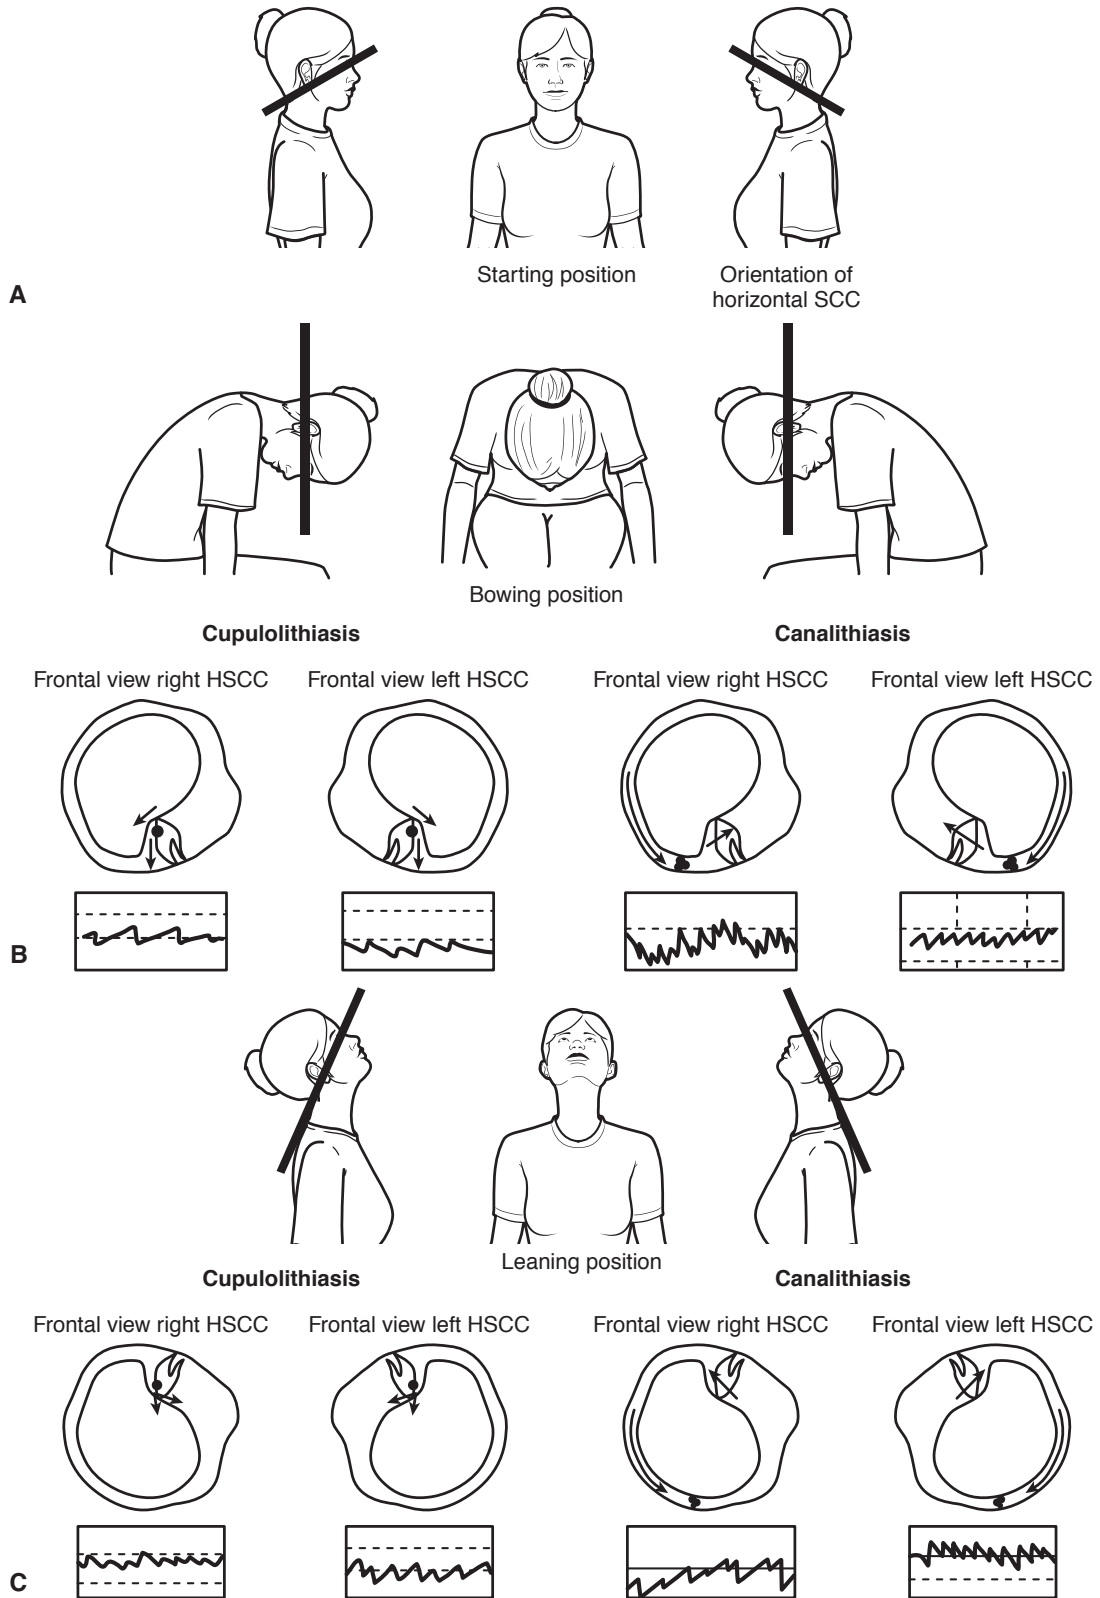 Starting position
Orientation of
horizontal SCC
A
Bowing position
Cupulolithiasis
Canalithiasis
Frontal view right HSCC
Frontal view left HSCC
Frontal view right HSCC
Frontal view left HSCC
B
Leaning position
Cupulolithiasis
Canalithiasis
Frontal view right HSCC
Frontal view left HSCC
Frontal view right HSCC
Frontal view left HSCC
C